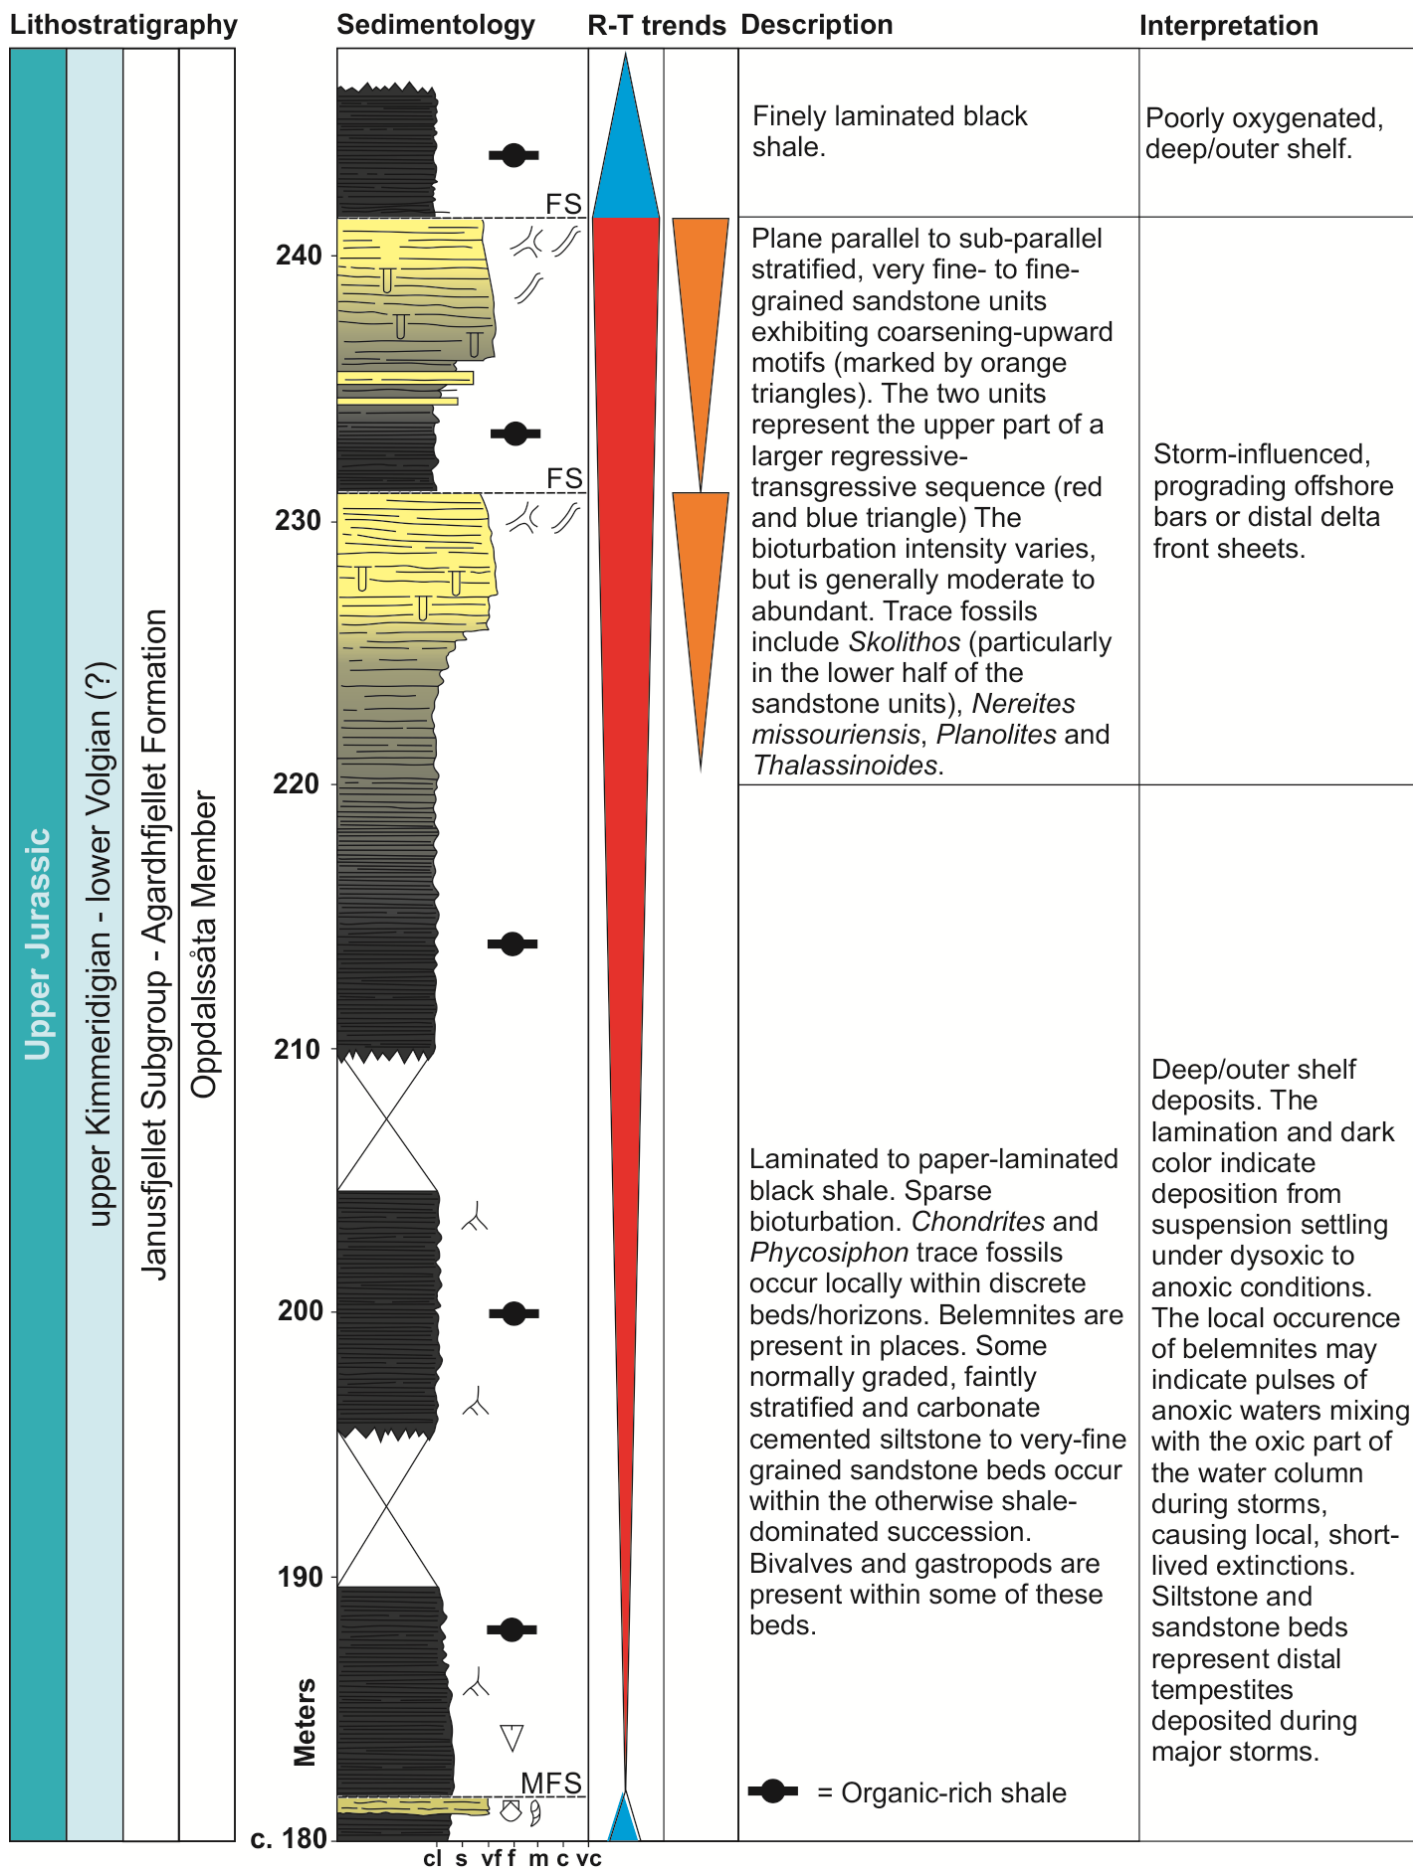 Lithostratigraphy
Sedimentology
R-T trends
Description
Interpretation
Upper Jurassic
upper Kimmeridigian - lower Volgian (?)
Janusfjellet Subgroup - Agardhfjellet Formation
Oppdalssåta Member
240
230
220
210
200
190
c. 180
Meters
FS
FS
MFS
cl s vf f m c vc
Finely laminated black
shale.
Poorly oxygenated,
deep/outer shelf.
Plane parallel to sub-parallel
stratified, very fine- to fine-
grained sandstone units
exhibiting coarsening-upward
motifs (marked by orange
triangles). The two units
represent the upper part of a
larger regressive-
transgressive sequence (red
and blue triangle) The
bioturbation intensity varies,
but is generally moderate to
abundant. Trace fossils
include Skolithos (particularly
in the lower half of the
sandstone units), Nereites
missouriensis, Planolites and
Thalassinoides.
Storm-influenced,
prograding offshore
bars or distal delta
front sheets.
Laminated to paper-laminated
black shale. Sparse
bioturbation. Chondrites and
Phycosiphon trace fossils
occur locally within discrete
beds/horizons. Belemnites are
present in places. Some
normally graded, faintly
stratified and carbonate
cemented siltstone to very-fine
grained sandstone beds occur
within the otherwise shale-
dominated succession.
Bivalves and gastropods are
present within some of these
beds.
= Organic-rich shale
Deep/outer shelf
deposits. The
lamination and dark
color indicate
deposition from
suspension settling
under dysoxic to
anoxic conditions.
The local occurence
of belemnites may
indicate pulses of
anoxic waters mixing
with the oxic part of
the water column
during storms,
causing local, short-
lived extinctions.
Siltstone and
sandstone beds
represent distal
tempestites
deposited during
major storms.